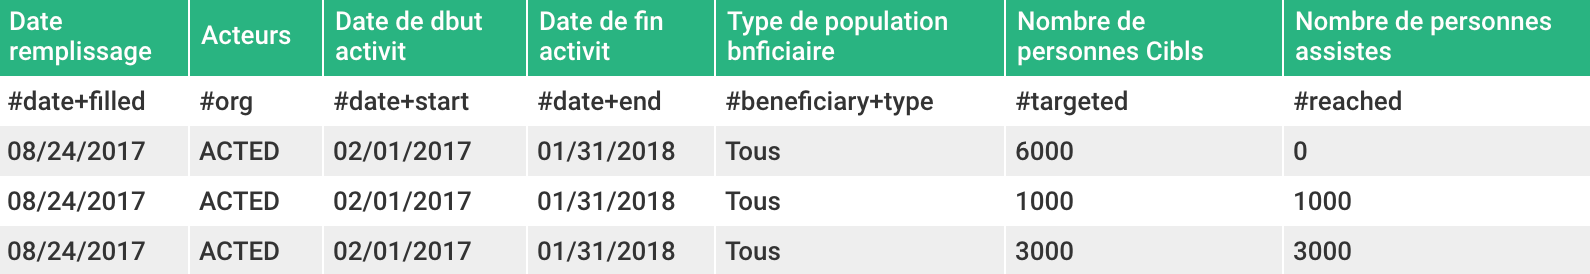 Date remplissage Acteurs Date de dbut activit Date de fin activit Type de population bnficiaire Nombre de personnes Cibls Nombre de personnes assistes
#date+filled #org #date+start #date+end #beneficiary+type #targeted #reached
08/24/2017 ACTED 02/01/2017 01/31/2018 Tous 6000 0
08/24/2017 ACTED 02/01/2017 01/31/2018 Tous 1000 1000
08/24/2017 ACTED 02/01/2017 01/31/2018 Tous 3000 3000